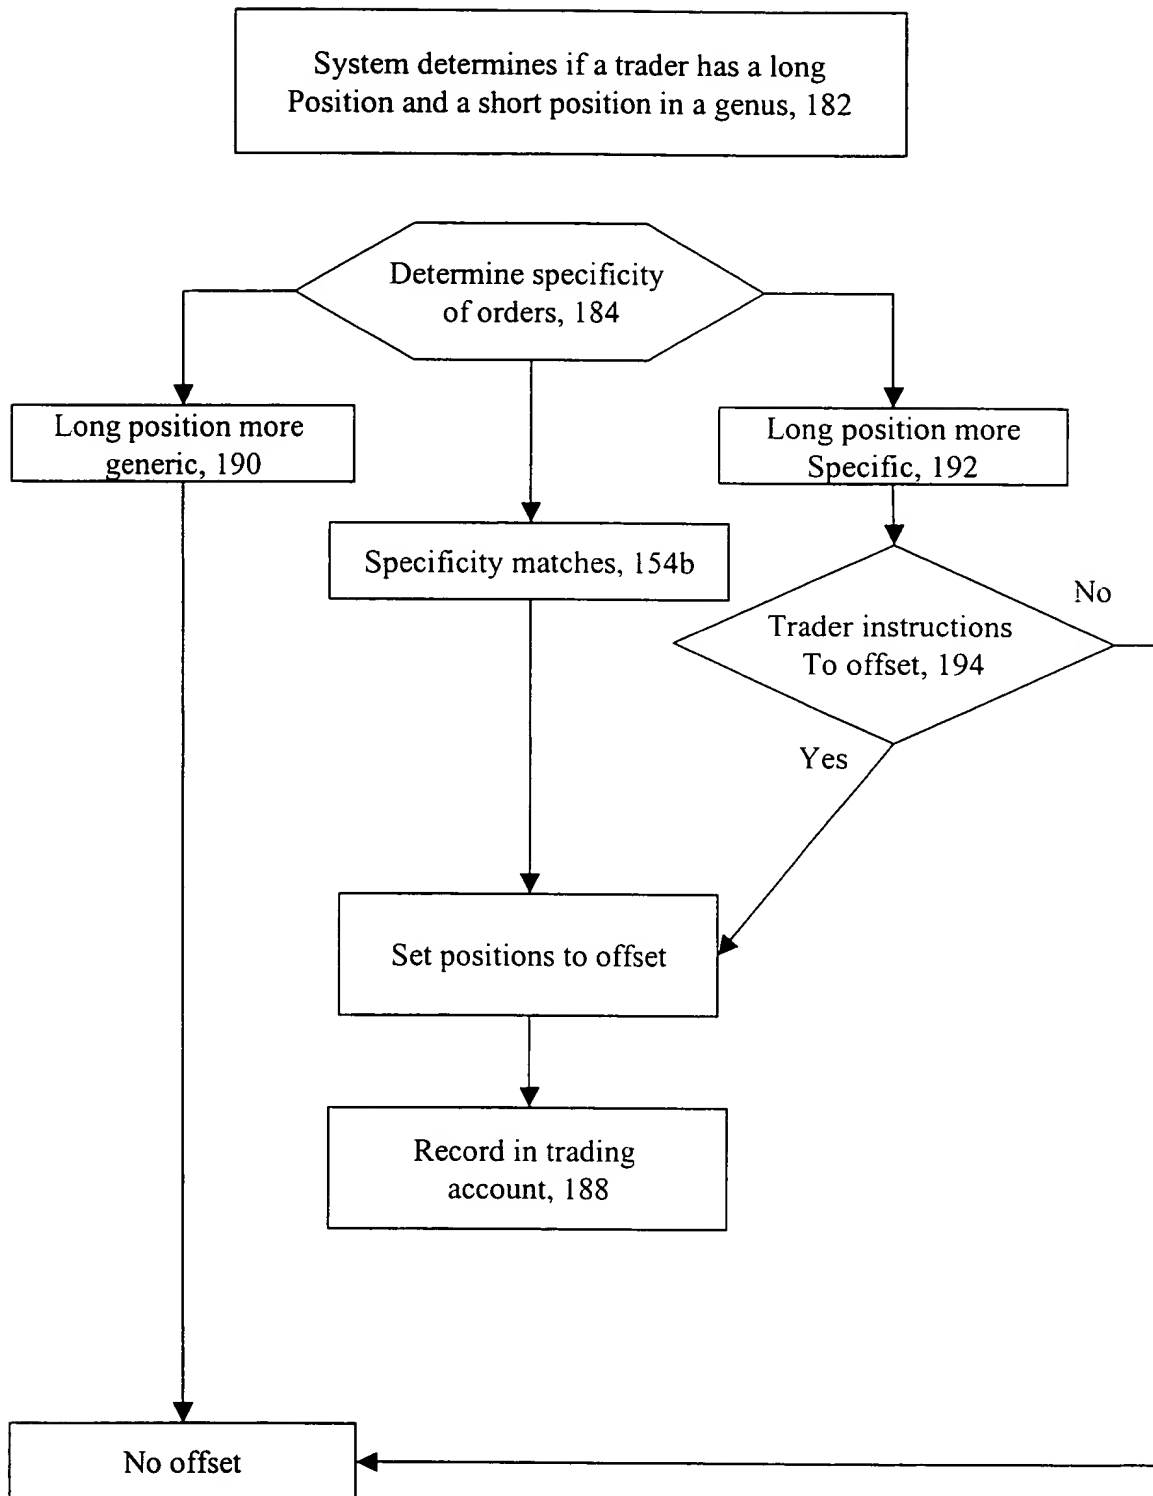 System determines if a trader has a long
Position and a short position in a genus, 182
Determine specificity
of orders, 184
Long position more
generic, 190
Long position more
Specific, 192
Specificity matches, 154b
No
Trader instructions
To offset, 194
Yes
Set positions to offset
Record in trading
account, 188
No offset